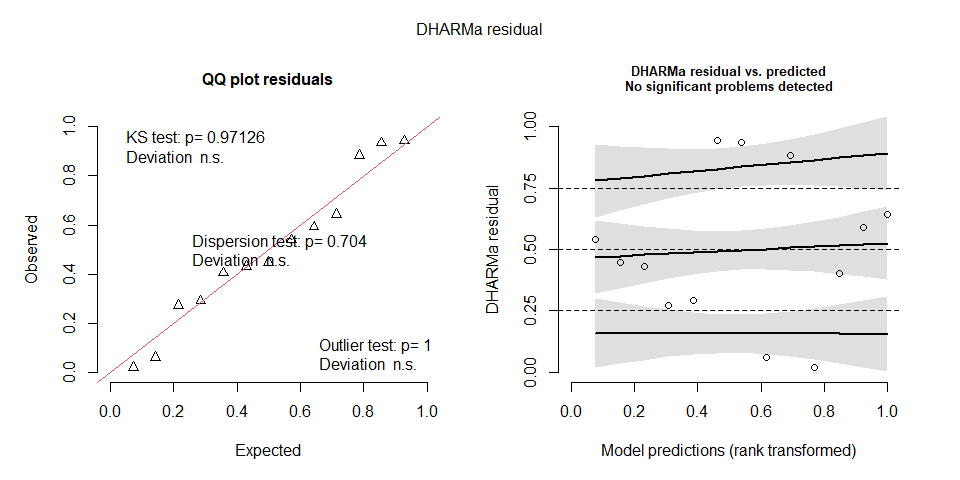 DHARMa residual
QQ plot residuals
KS test: p= 0.97126
Deviation n.s.
Dispersion test: p= 0.704
Deviation n.s.
Outlier test: p= 1
Deviation n.s.
Observed
0.0 0.2 0.4 0.6 0.8 1.0
0.0 0.2 0.4 0.6 0.8 1.0
Expected
DHARMa residual vs. predicted
No significant problems detected
DHARMa residual
0.00 0.25 0.50 0.75 1.00
0.0 0.2 0.4 0.6 0.8 1.0
Model predictions (rank transformed)